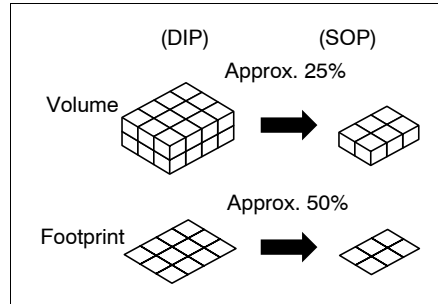 (DIP) (SOP)
Approx. 25%
Volume
Approx. 50%
Footprint